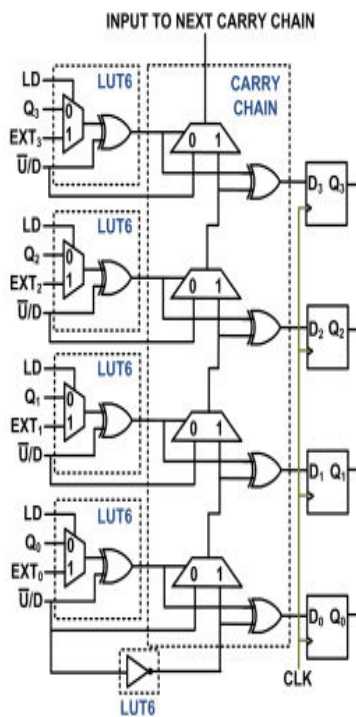 INPUT TO NEXT CARRY CHAIN
LD
LUT6
CARRY
CHAIN
Q₃
0
EXT₃
1
U̅/D
0 1
D₃ Q₃
LD
LUT6
Q₂
0
EXT₂
1
U̅/D
0 1
D₂ Q₂
LD
LUT6
Q₁
0
EXT₁
1
U̅/D
0 1
D₁ Q₁
LD
LUT6
Q₀
0
EXT₀
1
U̅/D
0 1
D₀ Q₀
CLK
LUT6